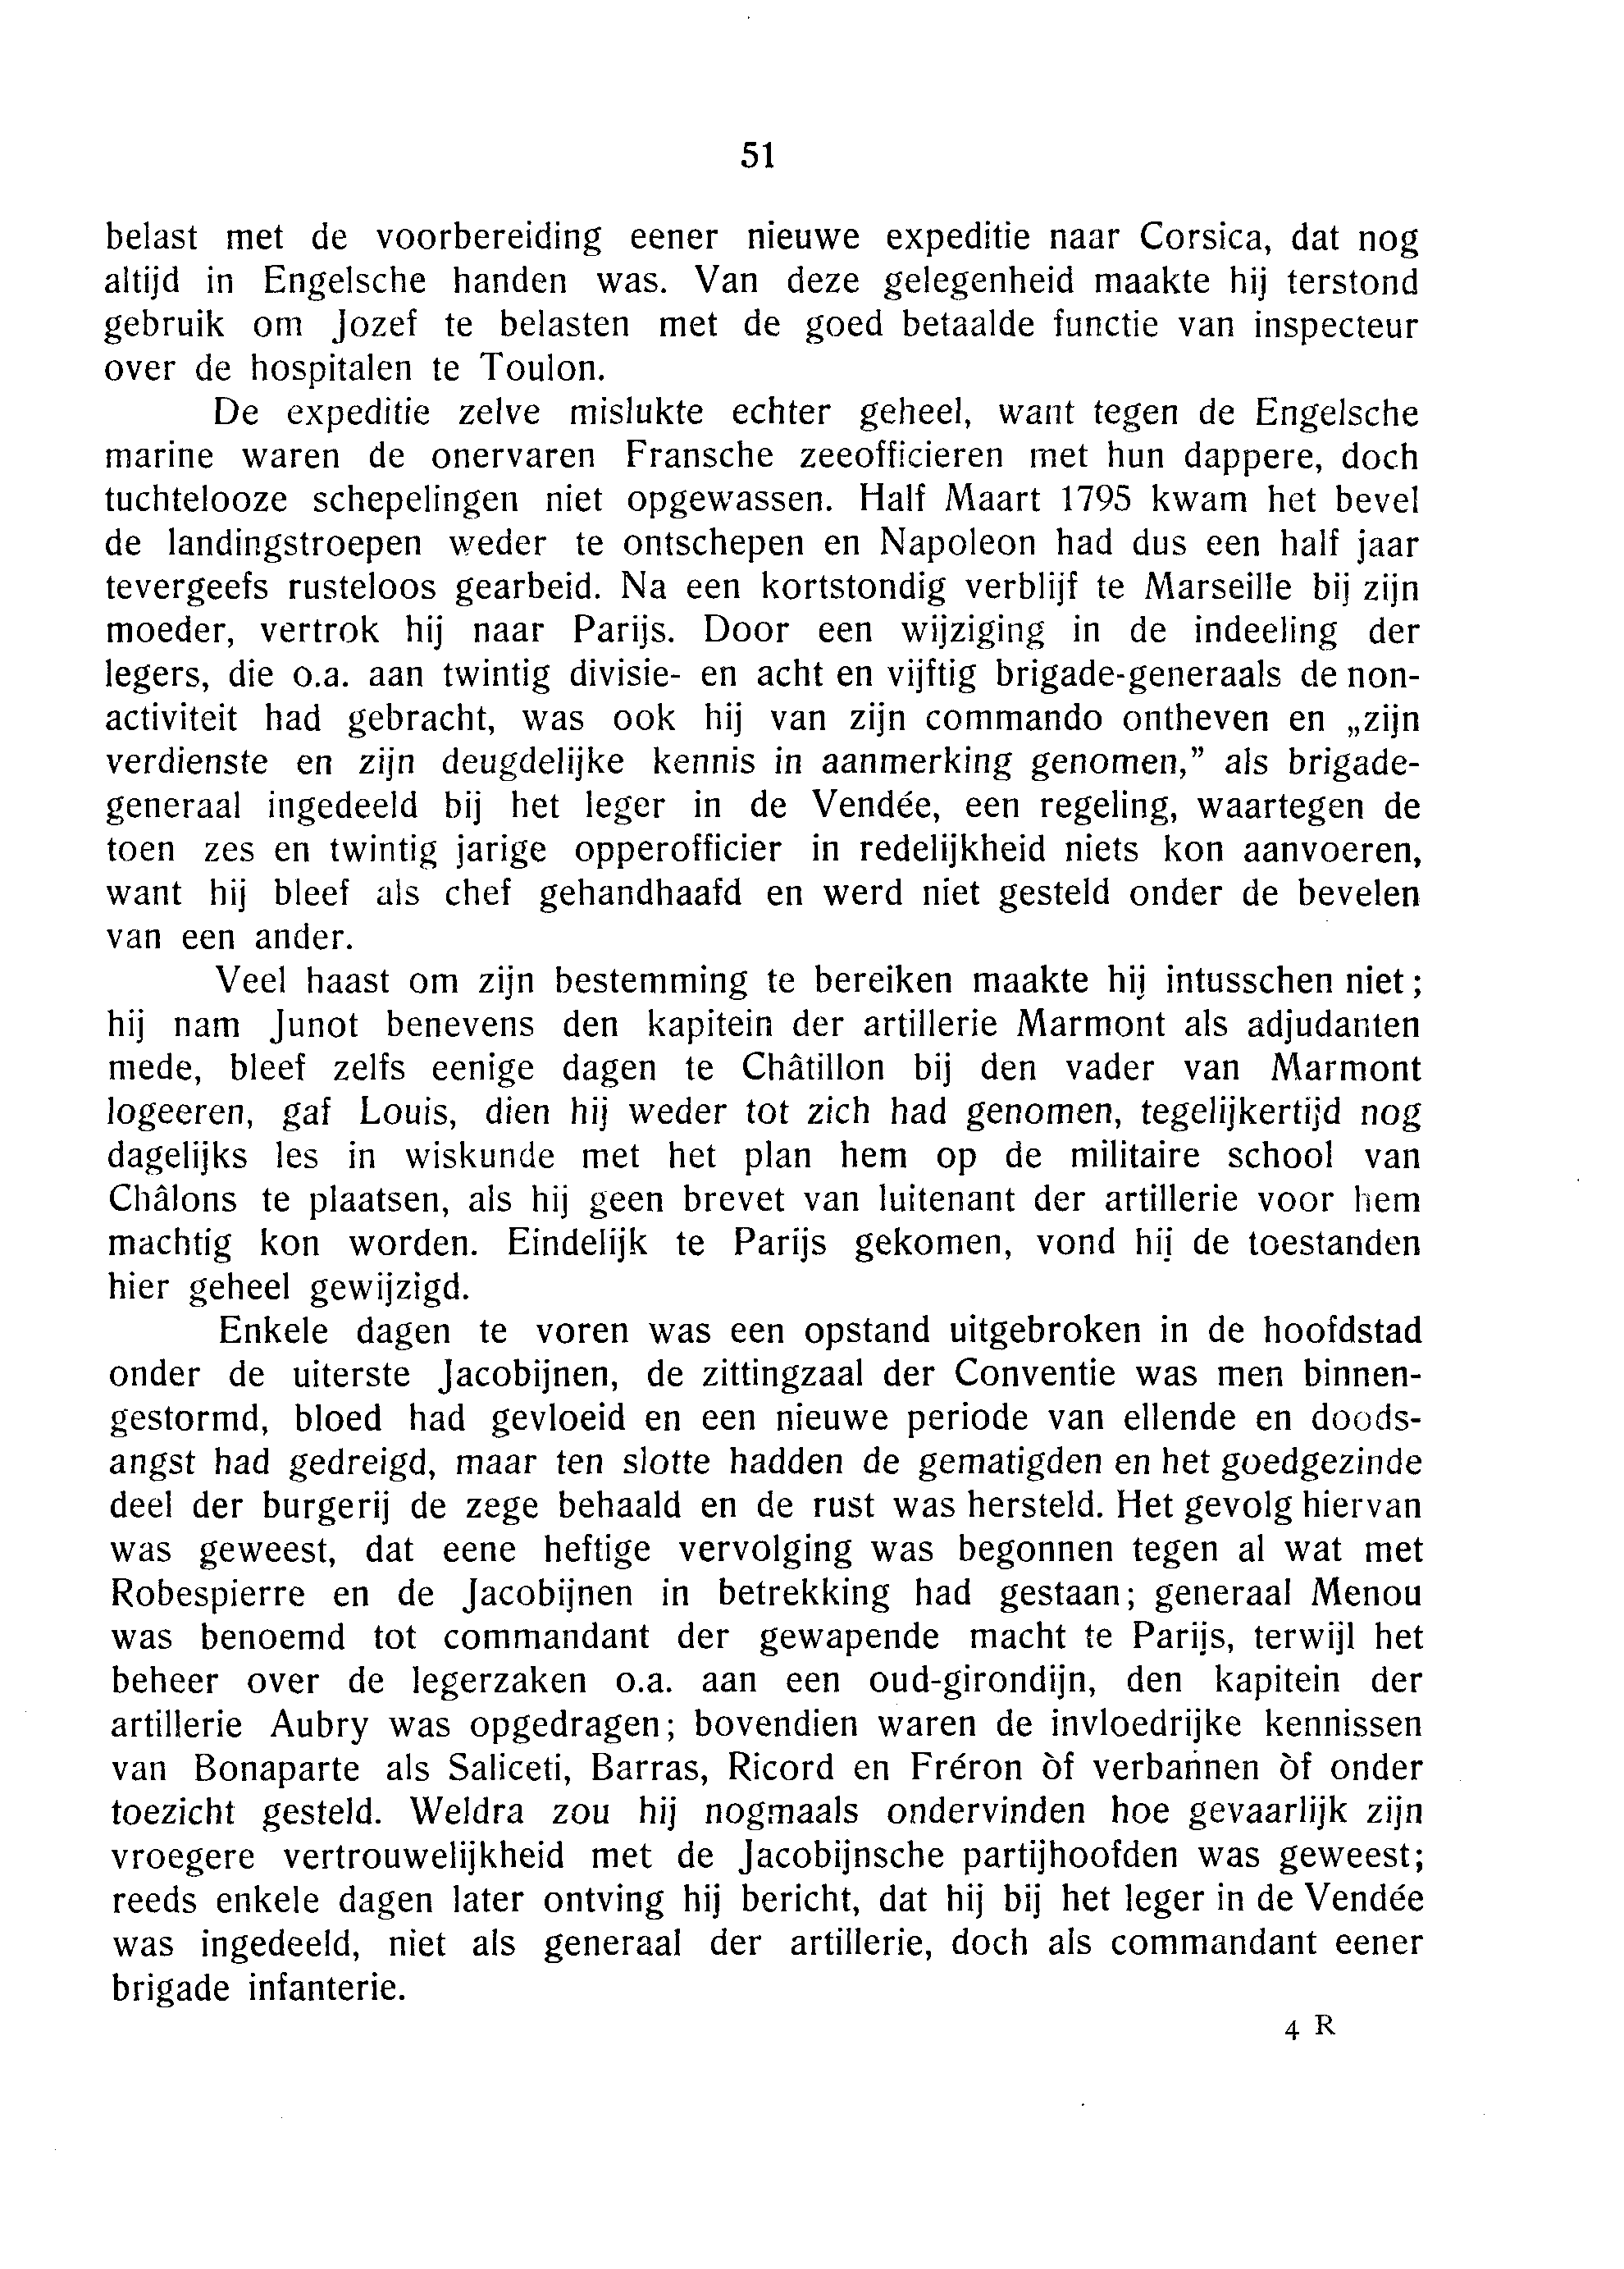 51
belast met de voorbereiding eener nieuwe expeditie naar Corsica, dat nog
altijd in Engelsche handen was. Van deze gelegenheid maakte hij terstond
gebruik om Jozef te belasten met de goed betaalde functie van inspecteur
over de hospitalen te Toulon.
De expeditie zelve mislukte echter geheel, want tegen de Engelsche
marine waren de onervaren Fransche zeeofficieren met hun dappere, doch
tuchtelooze schepelingen niet opgewassen. Half Maart 1795 kwam het bevel
de landingstroepen weder te ontschepen en Napoleon had dus een half jaar
tevergeefs rusteloos gearbeid. Na een kortstondig verblijf te Marseille bij zijn
moeder, vertrok hij naar Parijs. Door een wijziging in de indeeling der
legers, die o.a. aan twintig divisie- en acht en vijftig brigade-generaals de non-
activiteit had gebracht, was ook hij van zijn commando ontheven en „zijn
verdienste en zijn deugdelijke kennis in aanmerking genomen,” als brigade-
generaal ingedeeld bij het leger in de Vendée, een regeling, waartegen de
toen zes en twintig jarige opperofficier in redelijkheid niets kon aanvoeren,
want hij bleef als chef gehandhaafd en werd niet gesteld onder de bevelen
van een ander.
Veel haast om zijn bestemming te bereiken maakte hij intusschen niet;
hij nam Junot benevens den kapitein der artillerie Marmont als adjudanten
mede, bleef zelfs eenige dagen te Châtillon bij den vader van Marmont
logeeren, gaf Louis, dien hij weder tot zich had genomen, tegelijkertijd nog
dagelijks les in wiskunde met het plan hem op de militaire school van
Châlons te plaatsen, als hij geen brevet van luitenant der artillerie voor hem
machtig kon worden. Eindelijk te Parijs gekomen, vond hij de toestanden
hier geheel gewijzigd.
Enkele dagen te voren was een opstand uitgebroken in de hoofdstad
onder de uiterste Jacobijnen, de zittingzaal der Conventie was men binnen-
gestormd, bloed had gevloeid en een nieuwe periode van ellende en doods-
angst had gedreigd, maar ten slotte hadden de gematigden en het goedgezinde
deel der burgerij de zege behaald en de rust was hersteld. Het gevolg hiervan
was geweest, dat eene heftige vervolging was begonnen tegen al wat met
Robespierre en de Jacobijnen in betrekking had gestaan; generaal Menou
was benoemd tot commandant der gewapende macht te Parijs, terwijl het
beheer over de legerzaken o.a. aan een oud-girondijn, den kapitein der
artillerie Aubry was opgedragen; bovendien waren de invloedrijke kennissen
van Bonaparte als Saliceti, Barras, Ricord en Fréron òf verbannen òf onder
toezicht gesteld. Weldra zou hij nogmaals ondervinden hoe gevaarlijk zijn
vroegere vertrouwelijkheid met de Jacobijnsche partijhoofden was geweest;
reeds enkele dagen later ontving hij bericht, dat hij bij het leger in de Vendée
was ingedeeld, niet als generaal der artillerie, doch als commandant eener
brigade infanterie.
4 R